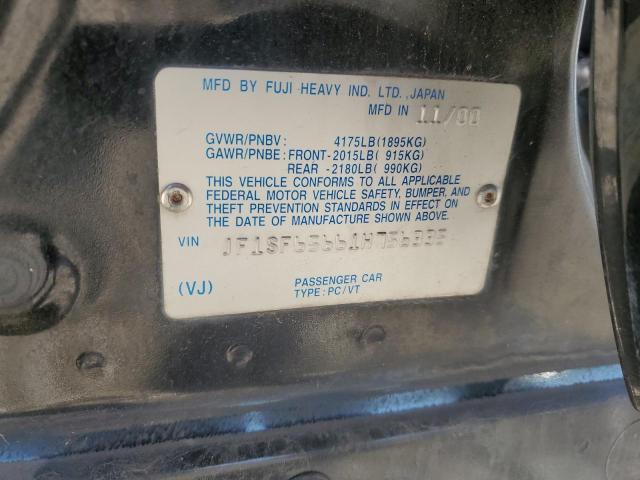 MFD BY FUJI HEAVY IND. LTD. JAPAN
MFD IN 11/00
GVWR/PNBV: 4175LB(1895KG)
GAWR/PNBE: FRONT-2015LB( 915KG)
REAR -2180LB( 990KG)
THIS VEHICLE CONFORMS TO ALL APPLICABLE
FEDERAL MOTOR VEHICLE SAFETY, BUMPER, AND
THEFT PREVENTION STANDARDS IN EFFECT ON
THE DATE OF MANUFACTURE SHOWN ABOVE.
VIN JF1SF65661H756335
(VJ) PASSENGER CAR
TYPE: PC/VT